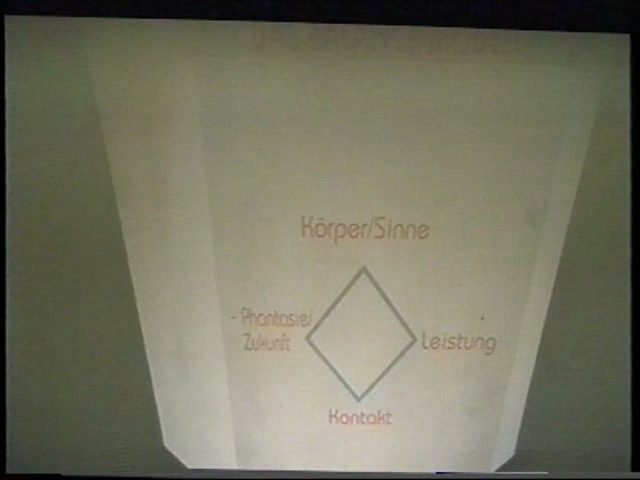 Körper/Sinne
- Phantasie/
Zukunft
Leistung
Kontakt